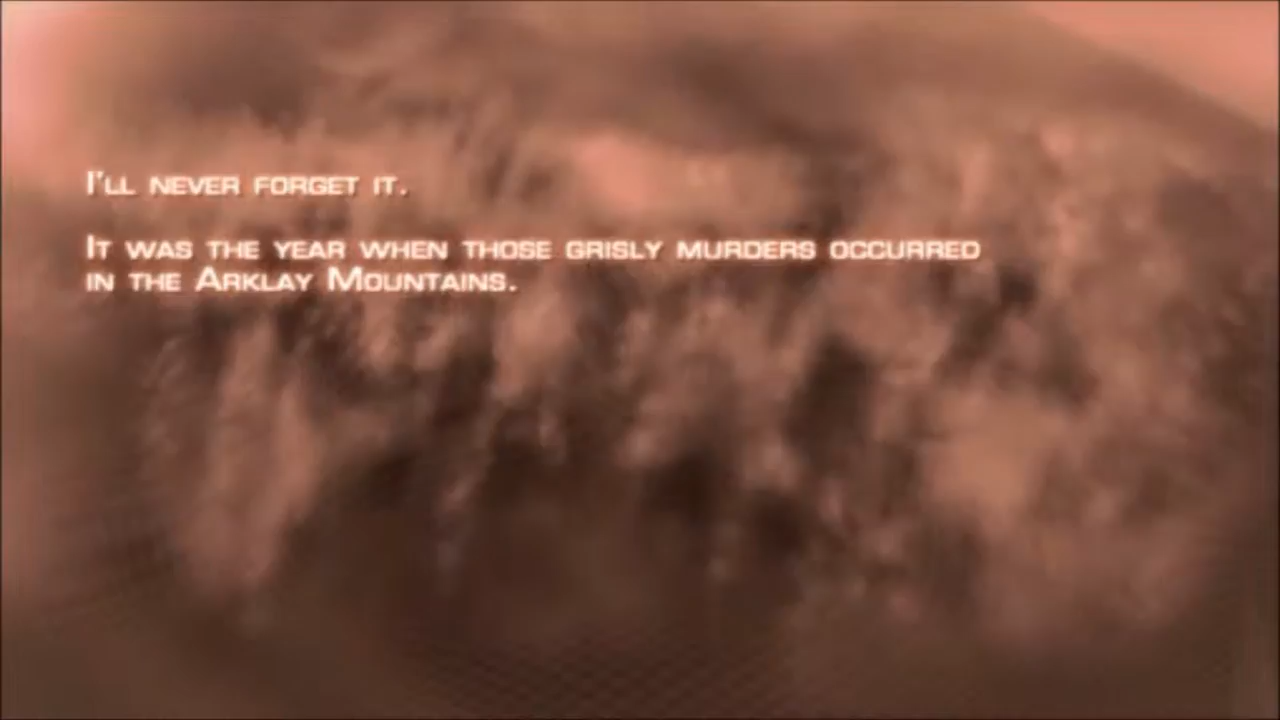 I'll never forget it.
It was the year when those grisly murders occurred
in the Arklay Mountains.